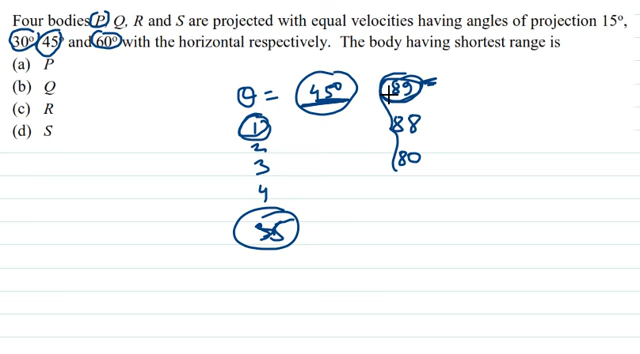 Four bodies P, Q, R and S are projected with equal velocities having angles of projection 15°,
30°, 45° and 60° with the horizontal respectively. The body having shortest range is
(a) P
(b) Q
(c) R
(d) S
θ = 45° 89
1 88
2 80
3
4